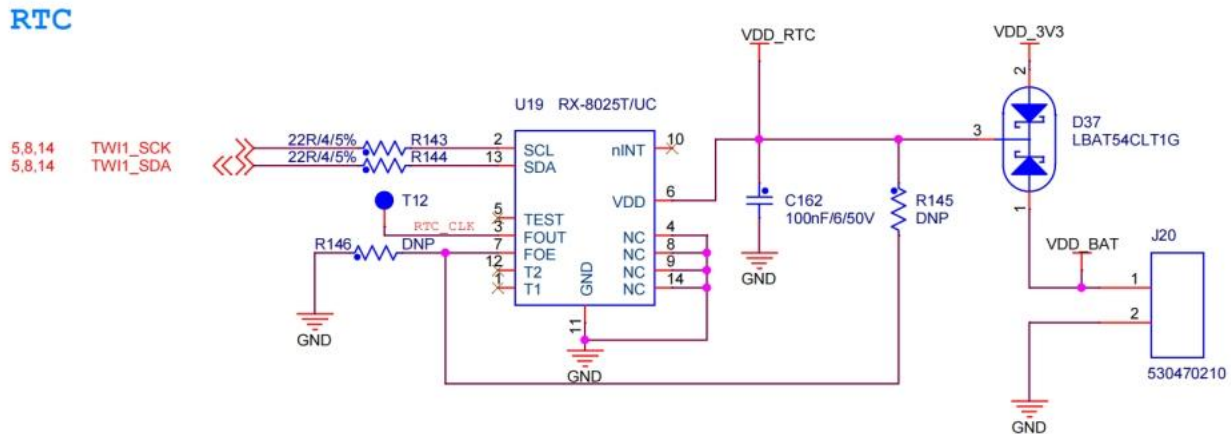 RTC
VDD_RTC
VDD_3V3
2
U19 RX-8025T/UC
D37
LBAT54CLT1G
3
1
5,8,14 TWI1_SCK
5,8,14 TWI1_SDA
22R/4/5% R143
22R/4/5% R144
2 SCL
13 SDA
nINT 10
T12
VDD 6
C162
100nF/6/50V
R145
DNP
5 TEST
RTC_CLK
3 FOUT
7 FOE
12 T2
1 T1
R146 DNP
NC 4
NC 8
NC 9
NC 14
GND
11
GND
GND
GND
VDD_BAT
J20
1
2
530470210
GND